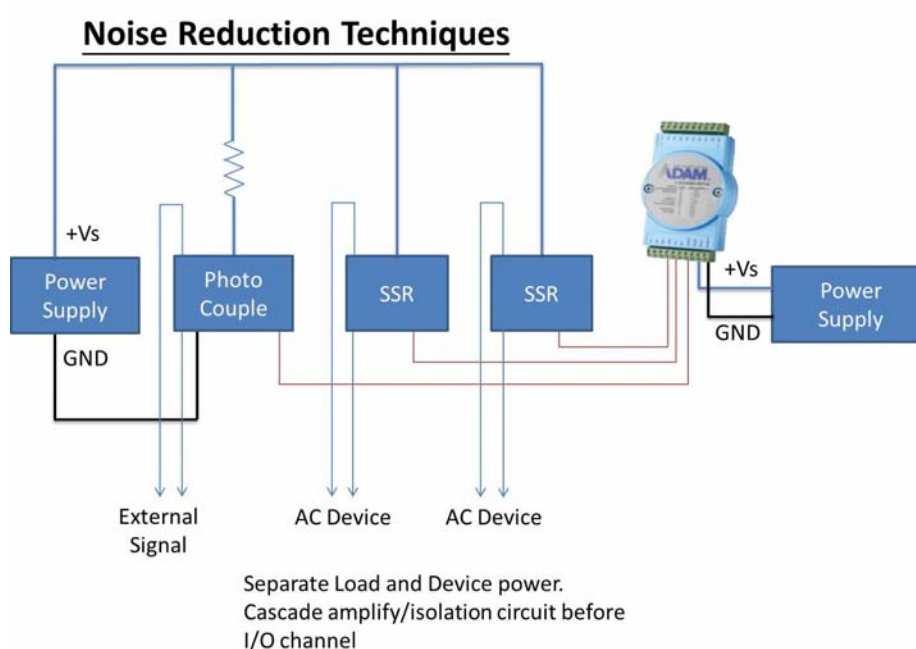 Noise Reduction Techniques
+Vs
Power
Supply
GND
Photo
Couple
SSR
SSR
ADAM
+Vs
GND
Power
Supply
External
Signal
AC Device
AC Device
Separate Load and Device power.
Cascade amplify/isolation circuit before
I/O channel